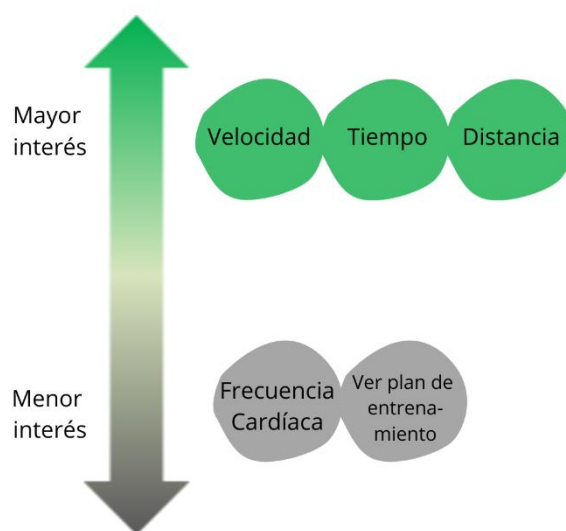 Mayor
interés
Velocidad
Tiempo
Distancia
Menor
interés
Frecuencia
Cardíaca
Ver plan de
entrena-
miento